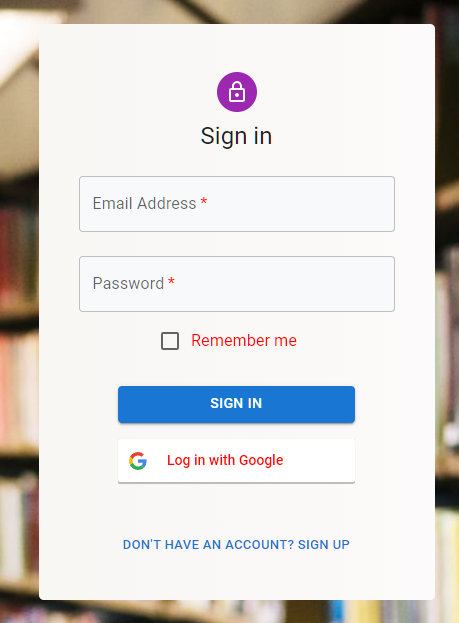 Sign in
Email Address *
Password *
Remember me
SIGN IN
Log in with Google
DON'T HAVE AN ACCOUNT? SIGN UP